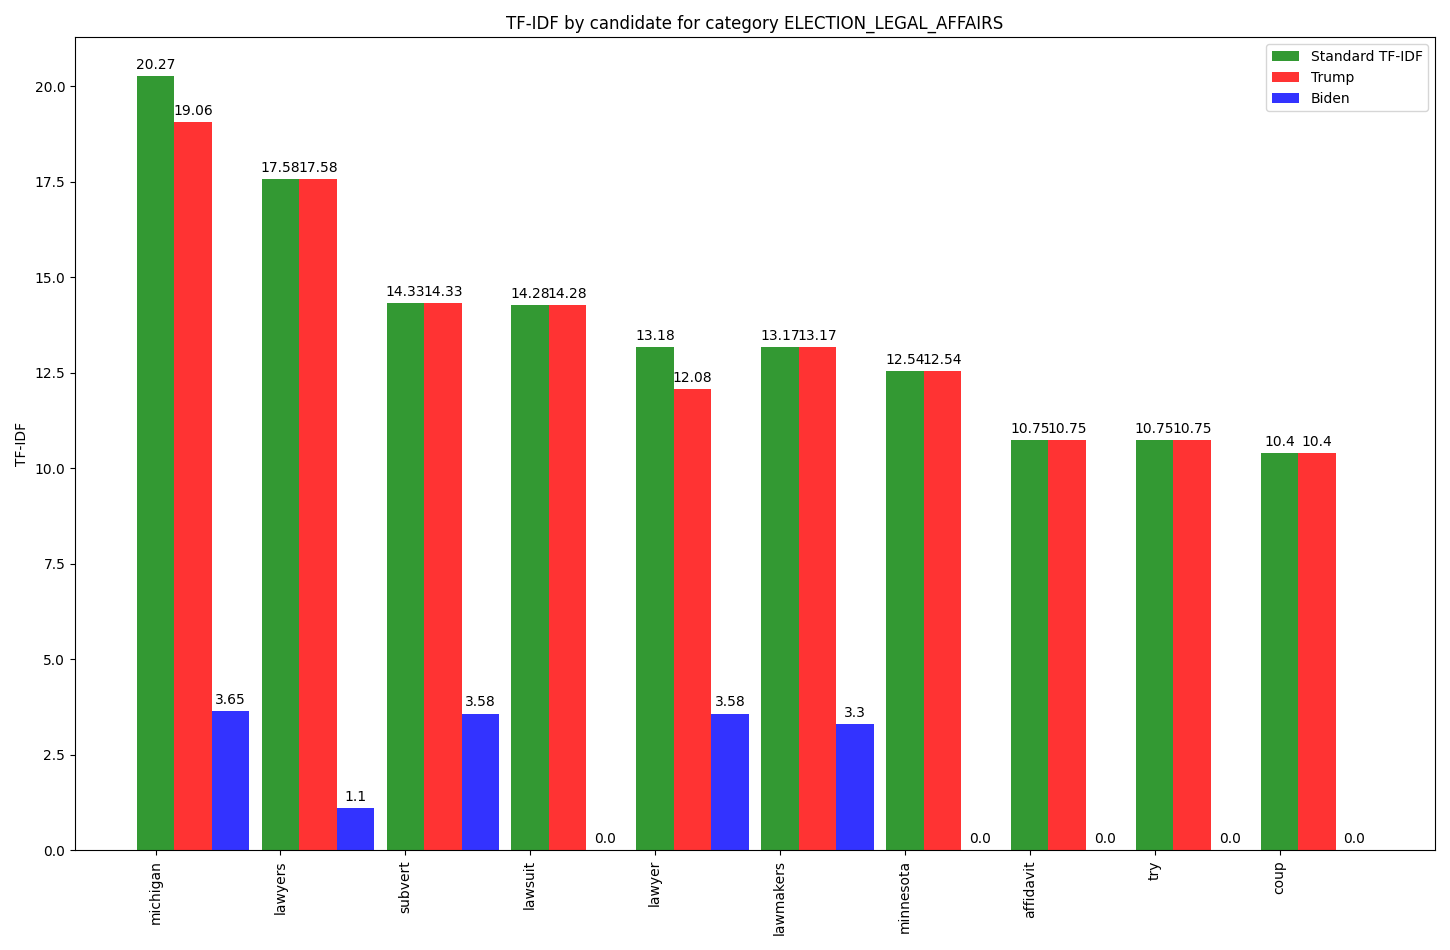 TF-IDF by candidate for category ELECTION_LEGAL_AFFAIRS
Standard TF-IDF
Trump
Biden
TF-IDF
20.0
17.5
15.0
12.5
10.0
7.5
5.0
2.5
0.0
20.27
19.06
3.65
17.58
17.58
1.1
14.33
14.33
3.58
14.28
14.28
0.0
13.18
12.08
3.58
13.17
13.17
3.3
12.54
12.54
0.0
10.75
10.75
0.0
10.75
10.75
0.0
10.4
10.4
0.0
michigan
lawyers
subvert
lawsuit
lawyer
lawmakers
minnesota
affidavit
try
coup